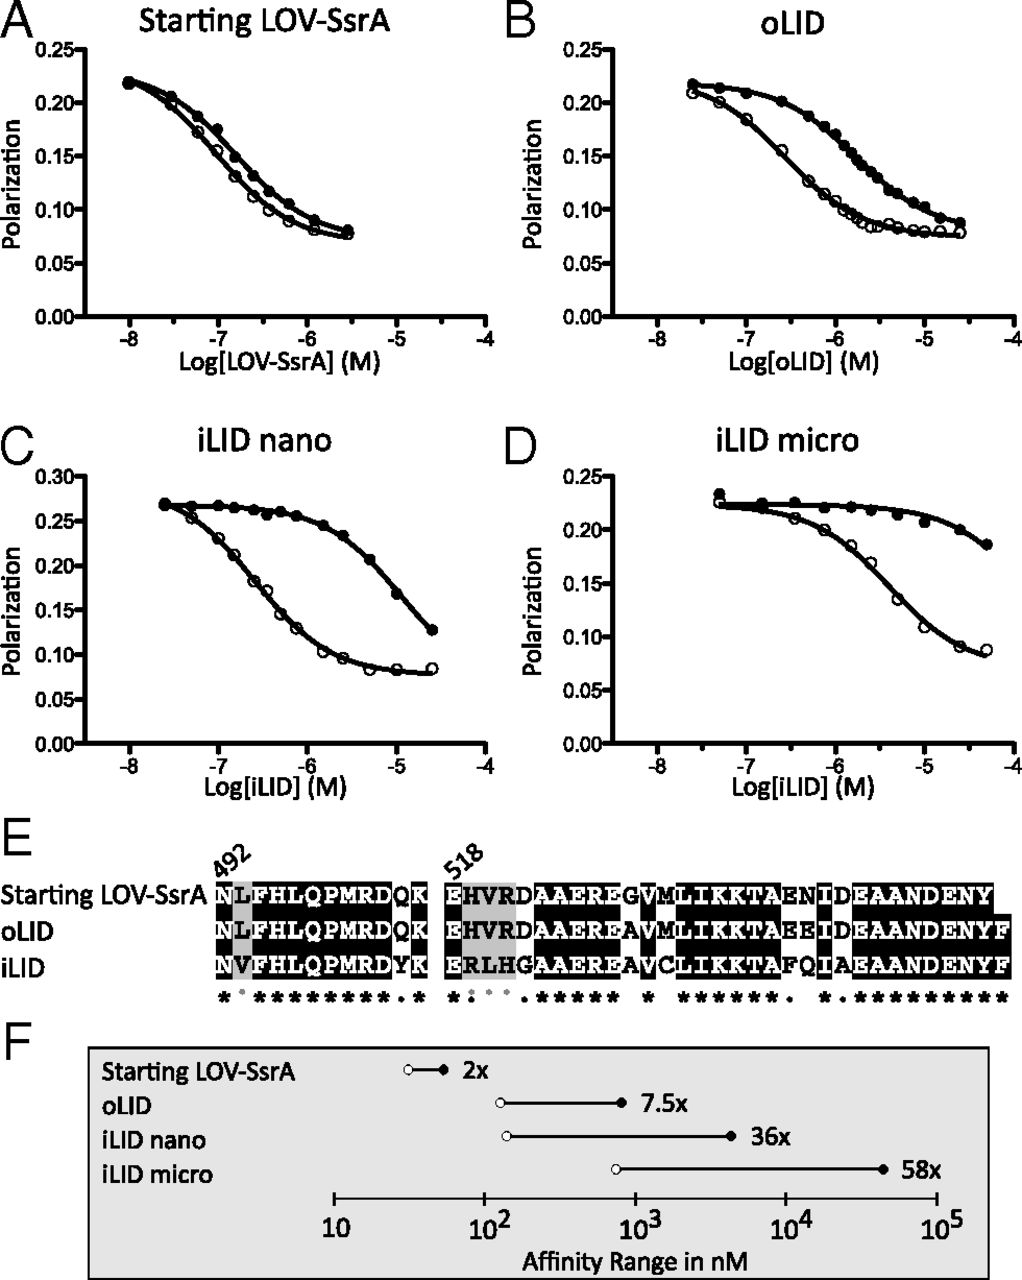 A
Starting LOV-SsrA
0.25
0.20
0.15
0.10
0.05
0.00
Polarization
-8
-7
-6
-5
-4
Log[LOV-SsrA] (M)
B
oLID
0.25
0.20
0.15
0.10
0.05
0.00
Polarization
-8
-7
-6
-5
-4
Log[oLID] (M)
C
iLID nano
0.30
0.25
0.20
0.15
0.10
0.05
0.00
Polarization
-8
-7
-6
-5
-4
Log[iLID] (M)
D
iLID micro
0.25
0.20
0.15
0.10
0.05
0.00
Polarization
-8
-7
-6
-5
-4
Log[iLID] (M)
E
492
518
Starting LOV-SsrA NLFHLQPMRDQK EHVRDAAEREGVMLIKKTAENIDEAANDENY
oLID NLFHLQPMRDQK EHVRDAAEREAVMLIKKTAEEIDEAANDENYF
iLID NVFHLQPMRDYK ERLHGAAEREAVCLIKKTAFQIAEAANDENYF
F
Starting LOV-SsrA 2x
oLID 7.5x
iLID nano 36x
iLID micro 58x
10 10² 10³ 10⁴ 10⁵
Affinity Range in nM